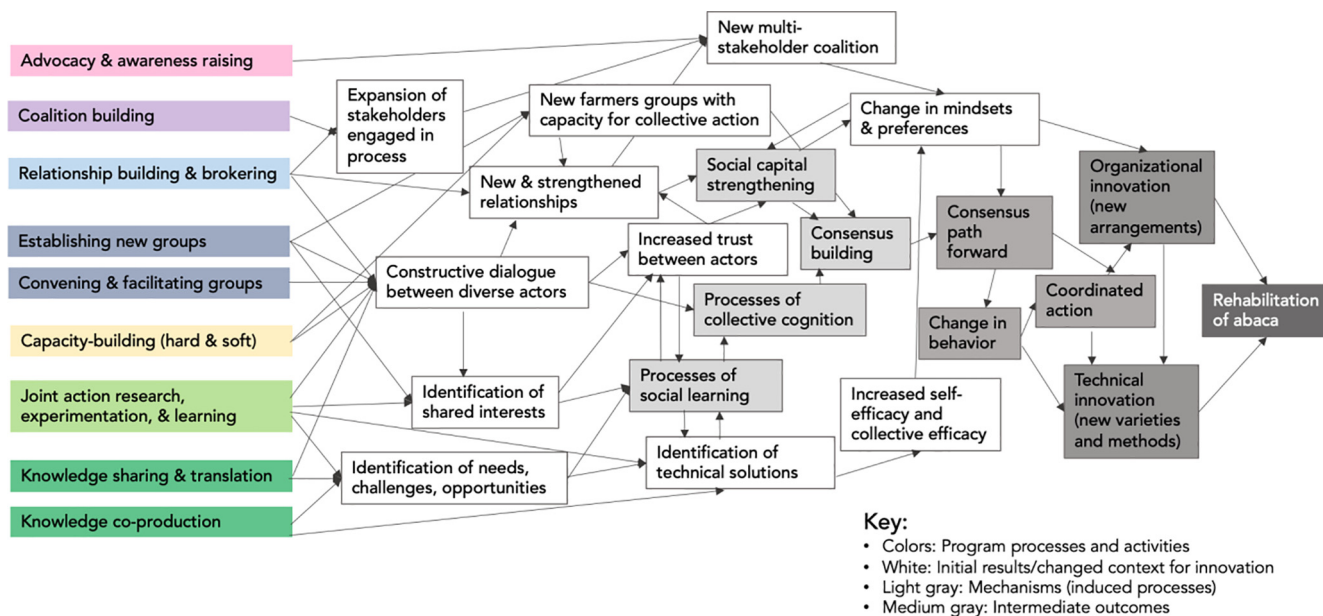 Advocacy & awareness raising
Coalition building
Relationship building & brokering
Establishing new groups
Convening & facilitating groups
Capacity-building (hard & soft)
Joint action research,
experimentation, & learning
Knowledge sharing & translation
Knowledge co-production
Expansion of
stakeholders
engaged in
process
New multi-
stakeholder coalition
New farmers groups with
capacity for collective action
New & strengthened
relationships
Constructive dialogue
between diverse actors
Identification of
shared interests
Identification of needs,
challenges, opportunities
Increased trust
between actors
Social capital
strengthening
Consensus
building
Processes of
collective cognition
Processes of
social learning
Identification of
technical solutions
Change in mindsets
& preferences
Increased self-
efficacy and
collective efficacy
Consensus
path
forward
Change in
behavior
Coordinated
action
Organizational
innovation
(new
arrangements)
Technical
innovation
(new varieties
and methods)
Rehabilitation
of abaca
Key:
• Colors: Program processes and activities
• White: Initial results/changed context for innovation
• Light gray: Mechanisms (induced processes)
• Medium gray: Intermediate outcomes